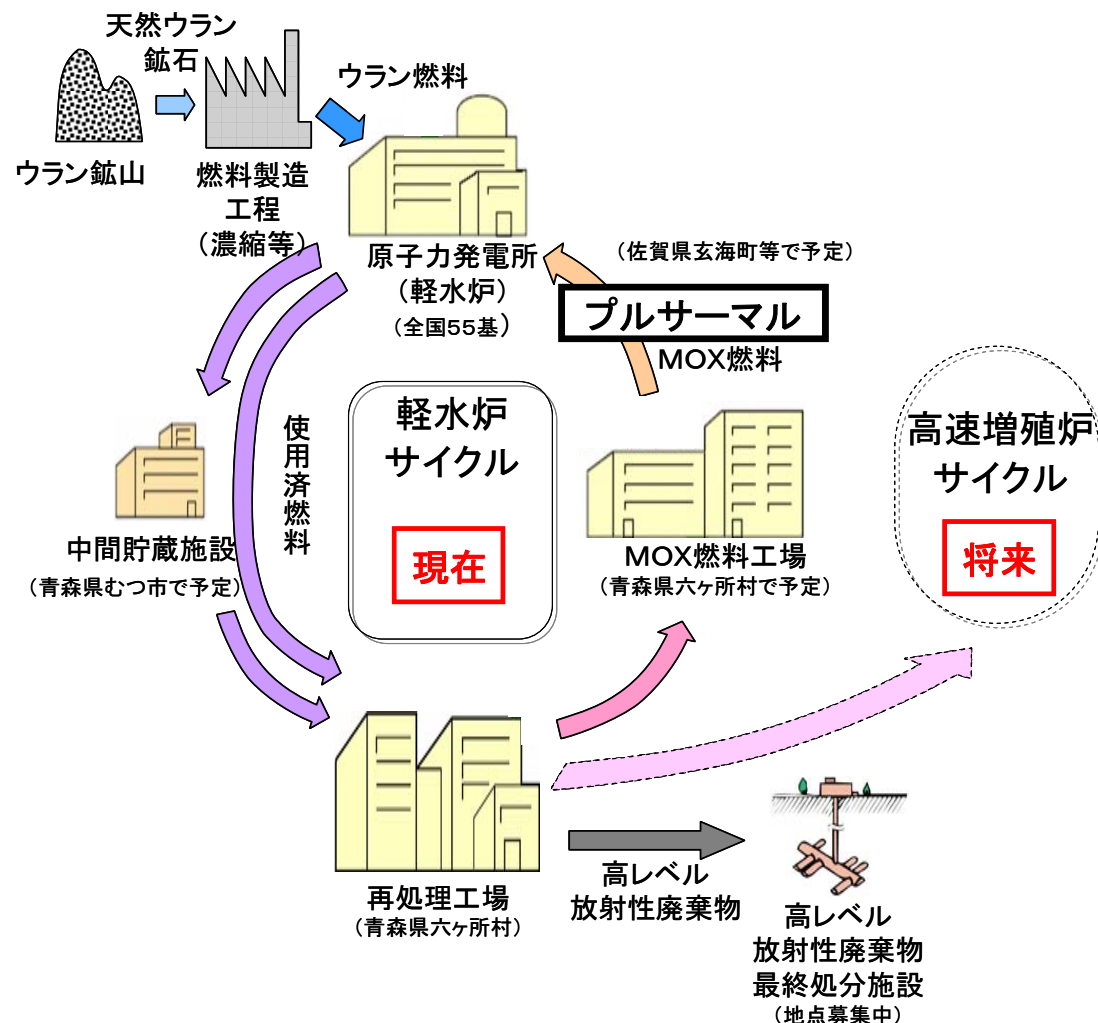 天然ウラン
鉱石
ウラン燃料
ウラン鉱山
燃料製造
工程
（濃縮等）
原子力発電所
（軽水炉）
（全国５５基）
（佐賀県玄海町等で予定）
プルサーマル
ＭＯＸ燃料
軽水炉
サイクル
現在
使用済燃料
高速増殖炉
サイクル
将来
中間貯蔵施設
（青森県むつ市で予定）
ＭＯＸ燃料工場
（青森県六ヶ所村で予定）
再処理工場
（青森県六ヶ所村）
高レベル
放射性廃棄物
高レベル
放射性廃棄物
最終処分施設
（地点募集中）